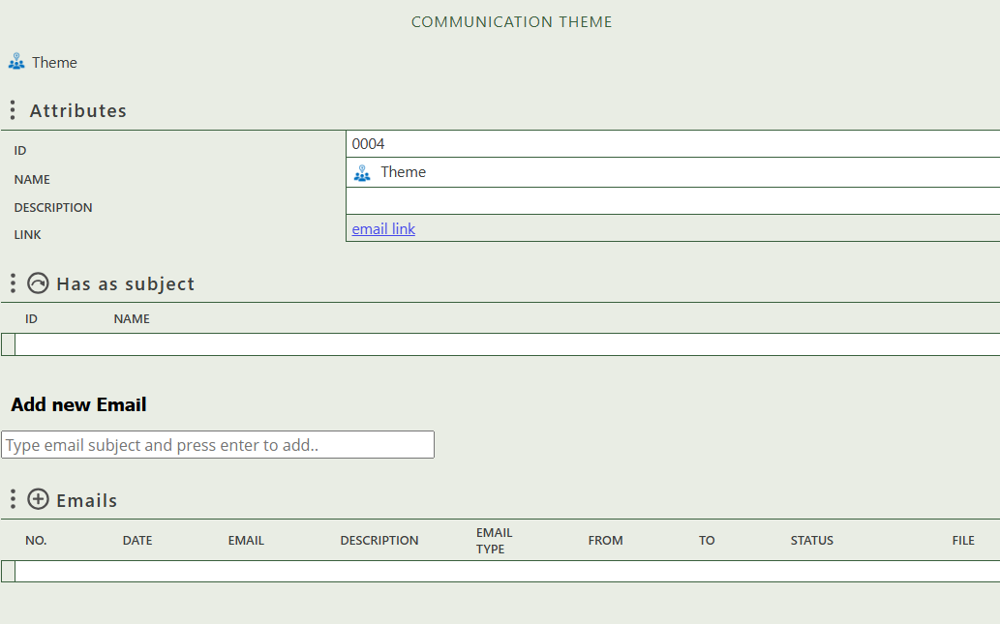 COMMUNICATION THEME
Theme
Attributes
ID 0004
NAME Theme
DESCRIPTION
LINK email link
Has as subject
ID NAME
Add new Email
Type email subject and press enter to add..
Emails
NO. DATE EMAIL DESCRIPTION EMAIL TYPE FROM TO STATUS FILE